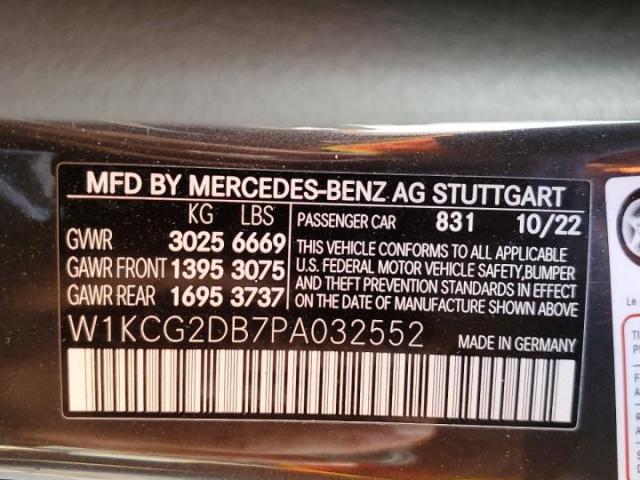 MFD BY MERCEDES-BENZ AG STUTTGART
KG LBS
GVWR 3025 6669
GAWR FRONT 1395 3075
GAWR REAR 1695 3737
PASSENGER CAR 831 10/22
THIS VEHICLE CONFORMS TO ALL APPLICABLE
U.S. FEDERAL MOTOR VEHICLE SAFETY, BUMPER
AND THEFT PREVENTION STANDARDS IN EFFECT
ON THE DATE OF MANUFACTURE SHOWN ABOVE
W1KCG2DB7PA032552
MADE IN GERMANY
Le